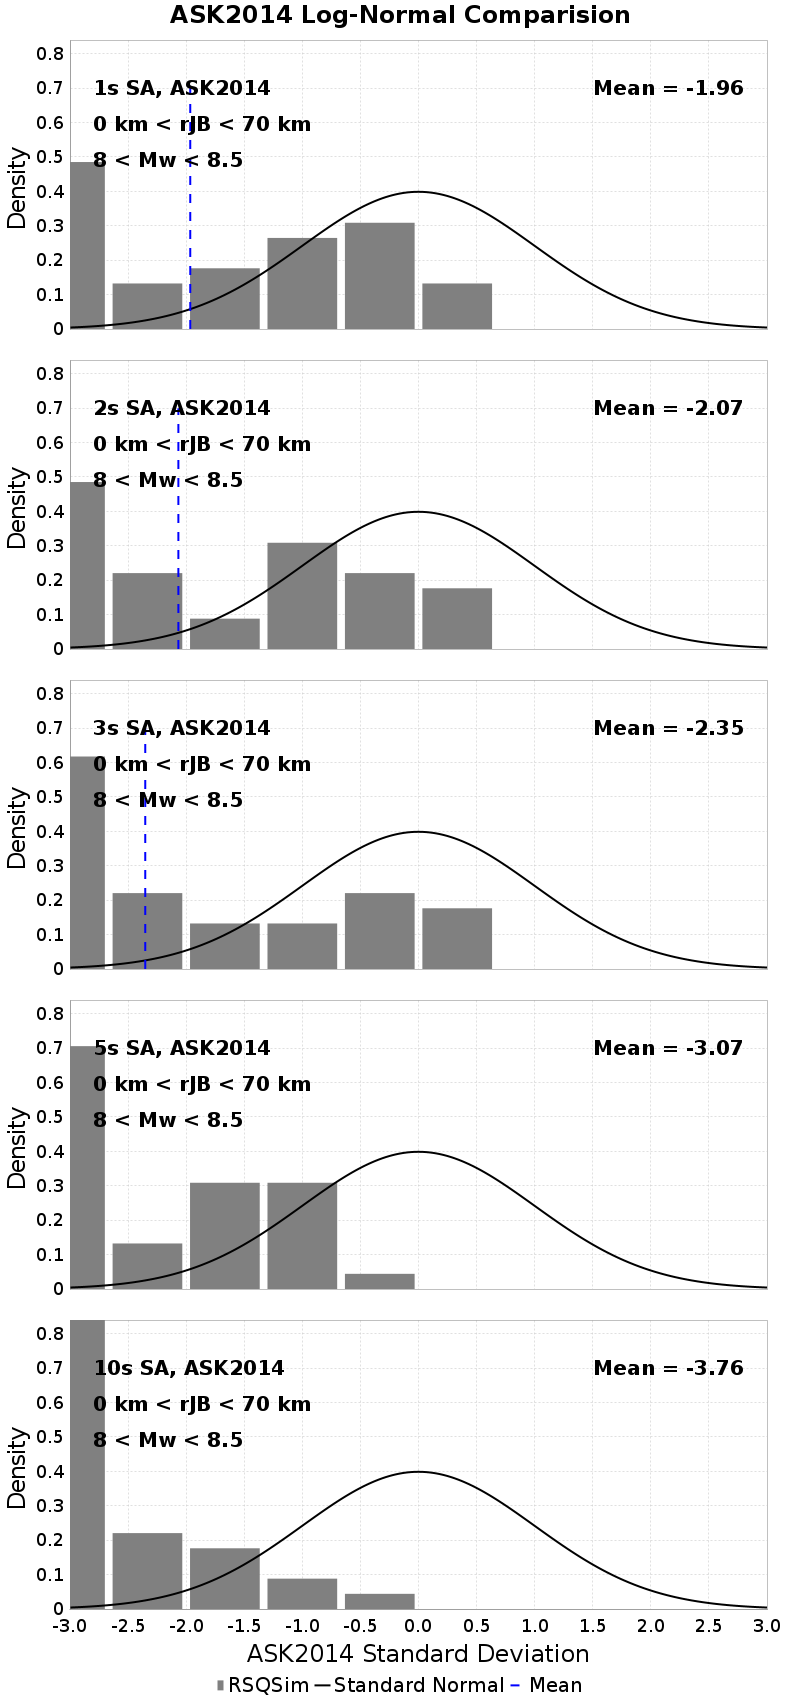 ASK2014 Log-Normal Comparision
0.8
0.7
0.6
0.5
0.4
0.3
0.2
0.1
0
Density
1s SA, ASK2014
0 km < rJB < 70 km
8 < Mw < 8.5
Mean = -1.96
0.8
0.7
0.6
0.5
0.4
0.3
0.2
0.1
0
Density
2s SA, ASK2014
0 km < rJB < 70 km
8 < Mw < 8.5
Mean = -2.07
0.8
0.7
0.6
0.5
0.4
0.3
0.2
0.1
0
Density
3s SA, ASK2014
0 km < rJB < 70 km
8 < Mw < 8.5
Mean = -2.35
0.8
0.7
0.6
0.5
0.4
0.3
0.2
0.1
0
Density
5s SA, ASK2014
0 km < rJB < 70 km
8 < Mw < 8.5
Mean = -3.07
0.8
0.7
0.6
0.5
0.4
0.3
0.2
0.1
0
Density
10s SA, ASK2014
0 km < rJB < 70 km
8 < Mw < 8.5
Mean = -3.76
-3.0 -2.5 -2.0 -1.5 -1.0 -0.5 0.0 0.5 1.0 1.5 2.0 2.5 3.0
ASK2014 Standard Deviation
RSQSim Standard Normal Mean